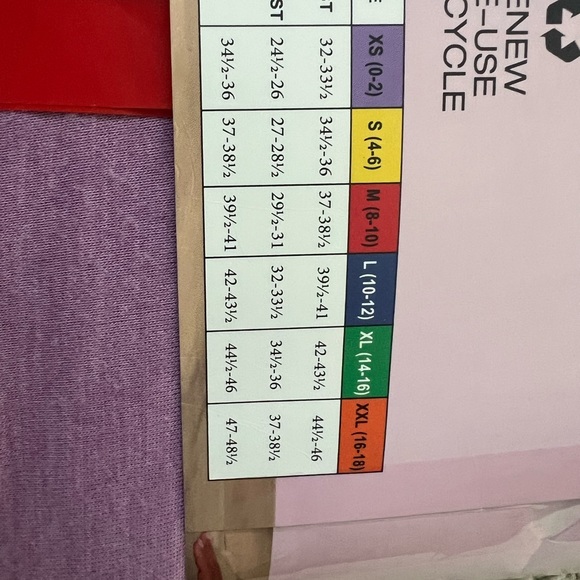 ENEW
E-USE
CYCLE
E XS (0-2) S (4-6) M (8-10) L (10-12) XL (14-16) XXL (16-18)
ST 32-33½ 34½-36 37-38½ 39½-41 42-43½ 44½-46
ST 24½-26 27-28½ 29½-31 32-33½ 34½-36 37-38½
34½-36 37-38½ 39½-41 42-43½ 44½-46 47-48½